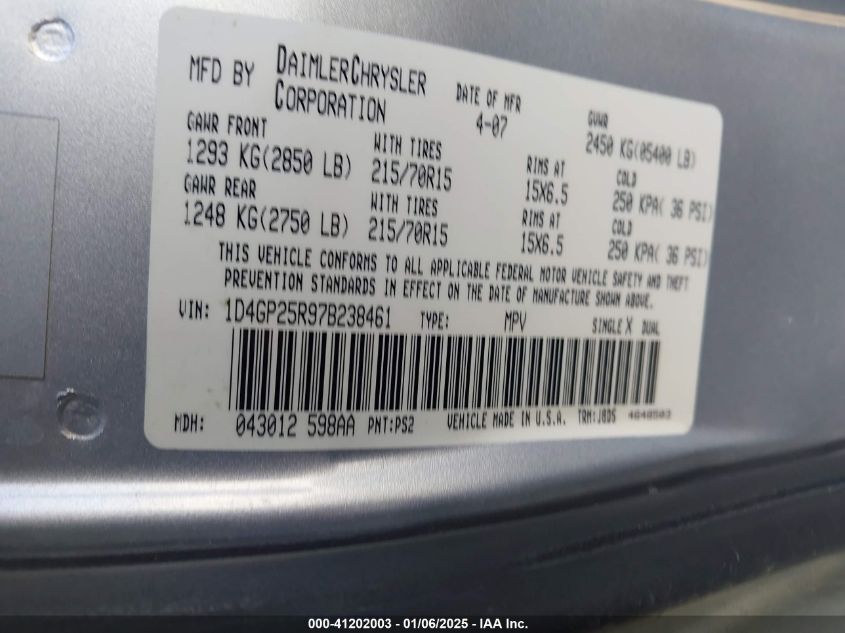 MFD BY DAIMLERCHRYSLER CORPORATION DATE OF MFR 4-07 GVWR 2450 KG(05400 LB)
GAWR FRONT WITH TIRES RIMS AT COLD
1293 KG(2850 LB) 215/70R15 15X6.5 250 KPA( 36 PSI)
GAWR REAR WITH TIRES RIMS AT COLD
1248 KG(2750 LB) 215/70R15 15X6.5 250 KPA( 36 PSI)
THIS VEHICLE CONFORMS TO ALL APPLICABLE FEDERAL MOTOR VEHICLE SAFETY AND THEFT
PREVENTION STANDARDS IN EFFECT ON THE DATE OF MANUFACTURE SHOWN ABOVE.
VIN: 1D4GP25R97B238461 TYPE: MPV SINGLE X DUAL
MDH: 043012 598AA PNT:PS2 VEHICLE MADE IN U.S.A. TRM:J8DS 4648503
000-41202003 - 01/06/2025 - IAA Inc.